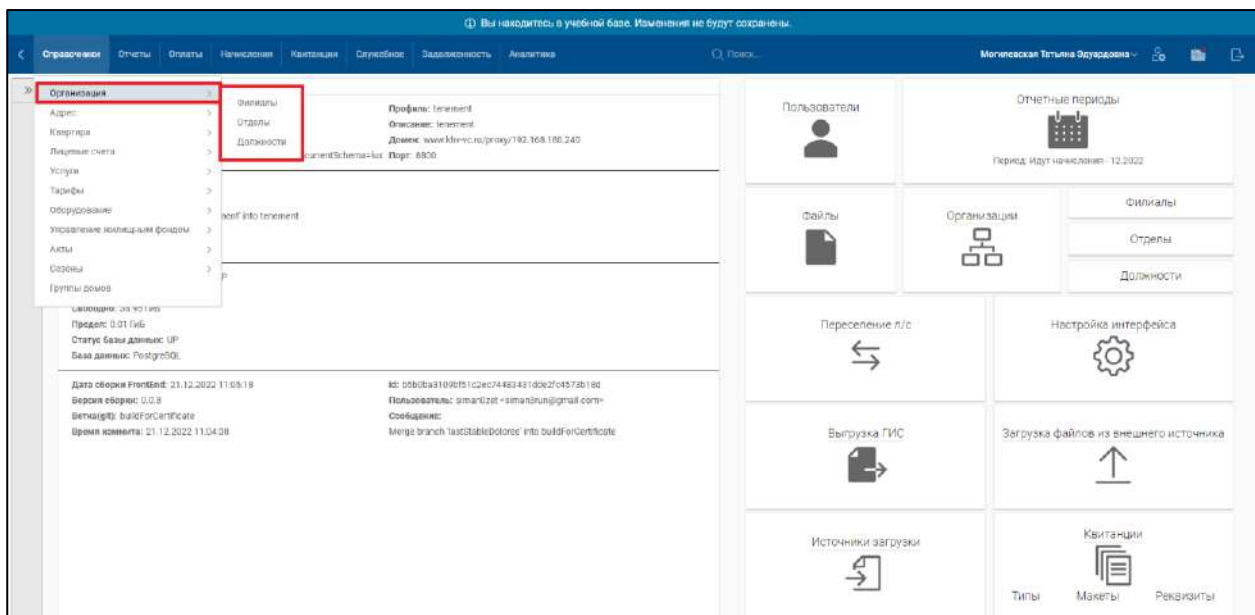 Вы находитесь в учебной базе. Изменения не будут сохранены.
Справочники Отчеты Оплаты Начисления Квитанции Служебное Задолженность Аналитика Поиск... Могилевская Татьяна Эдуардовна
Организация
Адрес
Квартира
Лицевые счета
Услуги
Тарифы
Оборудование
Управление жилищным фондом
Акты
Сезоны
Группы домов
Филиалы
Отделы
Должности
Профиль: tenement
Описание: tenement
Домен: www.khv-vc.ru/proxy/192.168.160.240
currentSchema=lux Порт: 8800
into tenement
Предел: 0.01 ГиБ
Статус базы данных: UP
База данных: PostgreSQL
Дата сборки FrontEnd: 21.12.2022 11:05:18
Версия сборки: 0.0.8
Ветка(git): buildForCertificate
Время коммита: 21.12.2022 11:04:08
Сообщение:
Merge branch 'lastStableDolores' into buildForCertificate
Пользователи
Отчетные периоды
Период: Идут начисления - 12.2022
Файлы
Организации
Филиалы
Отделы
Должности
Переселение л/с
Настройка интерфейса
Выгрузка ГИС
Загрузка файлов из внешнего источника
Источники загрузки
Квитанции
Типы Макеты Реквизиты